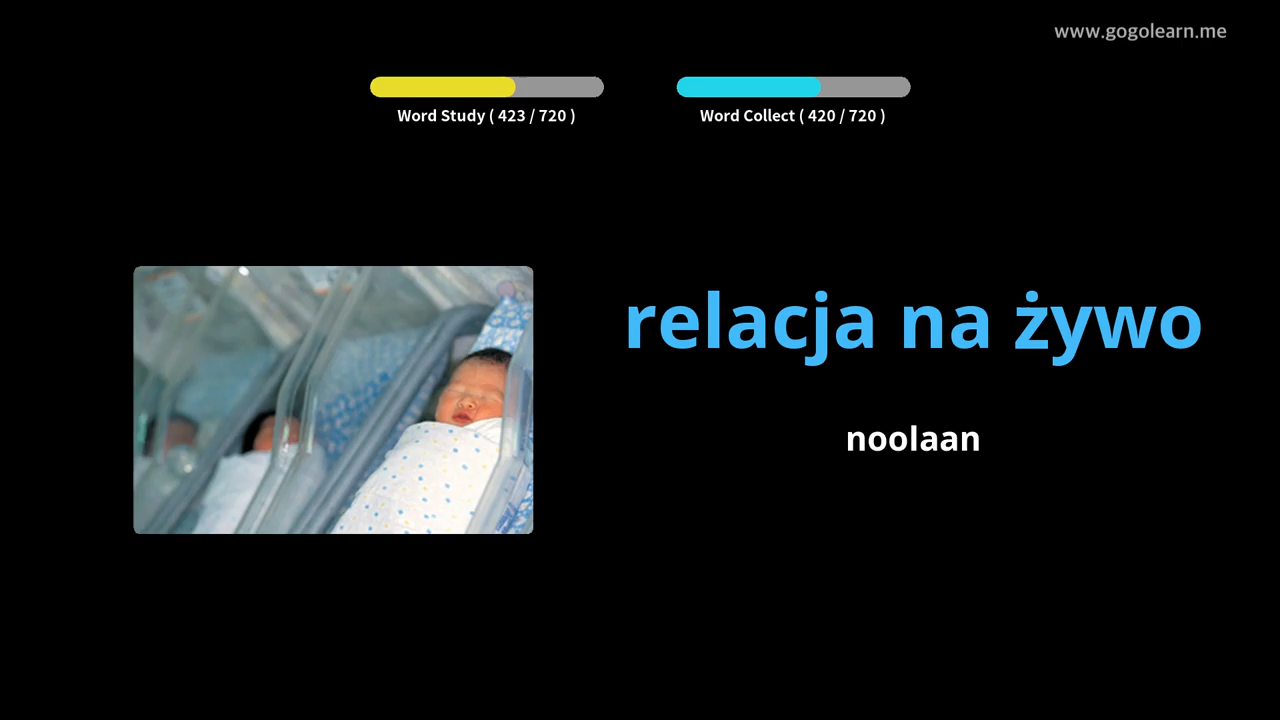 www.gogolearn.me
Word Study ( 423 / 720 )
Word Collect ( 420 / 720 )
relacja na żywo
noolaan